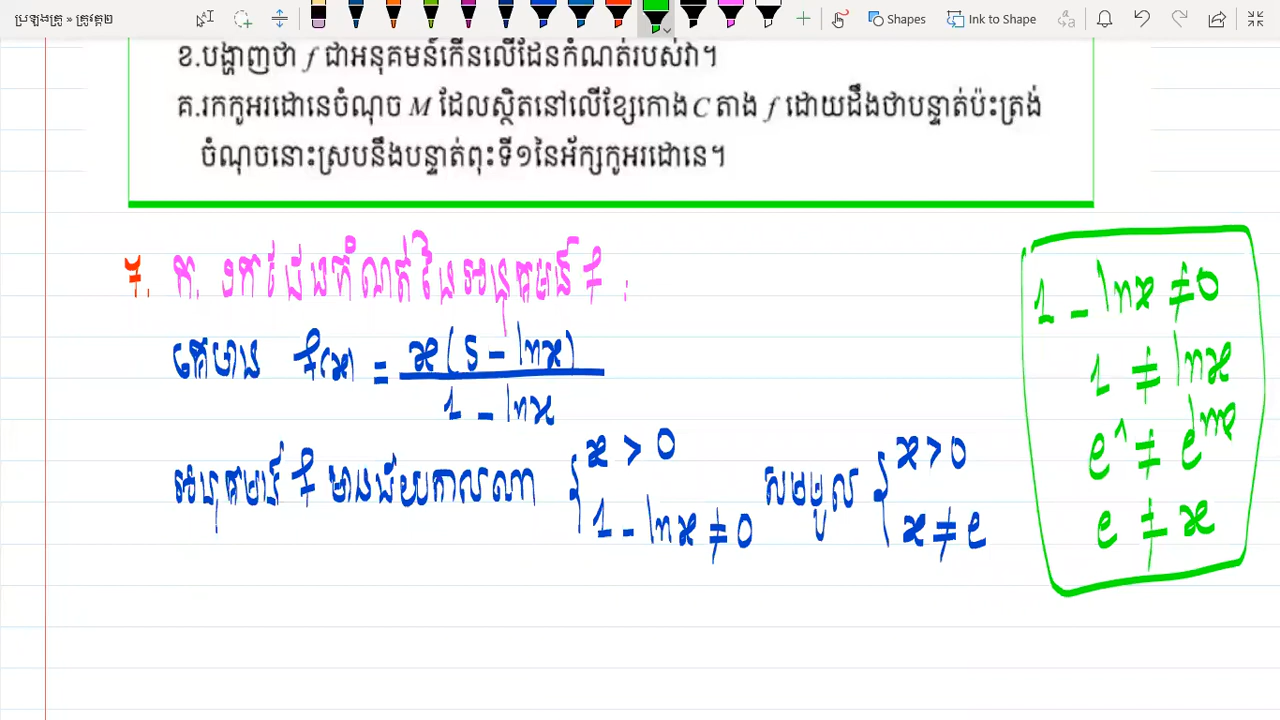 ប្រឡងគ្រូ » គ្រូវគ្គ២
Shapes
Ink to Shape
ខ.បង្ហាញថា f ជាអនុគមន៍កើនលើដែនកំណត់របស់វា។
គ.រកកូអរដោនេចំណុច M ដែលស្ថិតនៅលើខ្សែកោង C តាង f ដោយដឹងថាបន្ទាត់ប៉ះត្រង់
ចំណុចនោះស្របនឹងបន្ទាត់ពុះទី១នៃអ័ក្សកូអរដោនេ។
ក. រកដែនកំណត់នៃអនុគមន៍ f :
គេមាន f(x) = x(5 - lnx) / 1 - lnx
អនុគមន៍ f មានន័យកាលណា { x > 0 សមមូល { x > 0
1 - lnx ≠ 0 x ≠ e
1 - lnx ≠ 0
1 ≠ lnx
e^1 ≠ e^lnx
e ≠ x